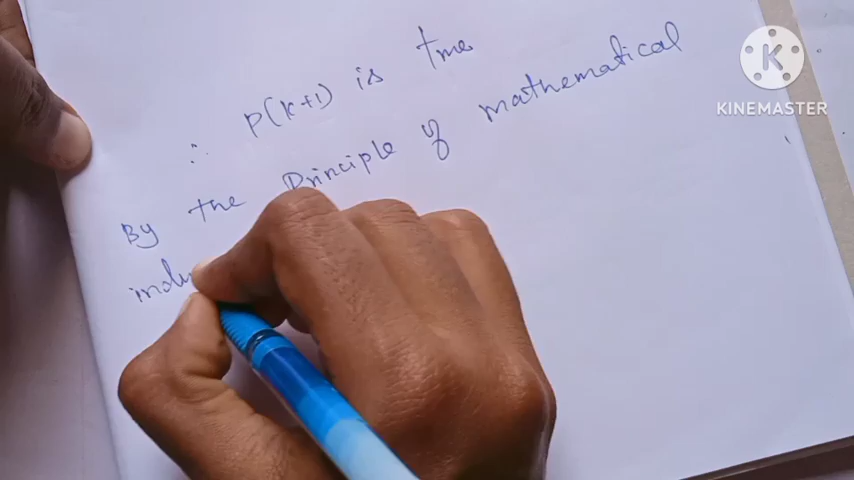 ∴ P(k+1) is true
By the Principle of mathematical
indu
KINEMASTER